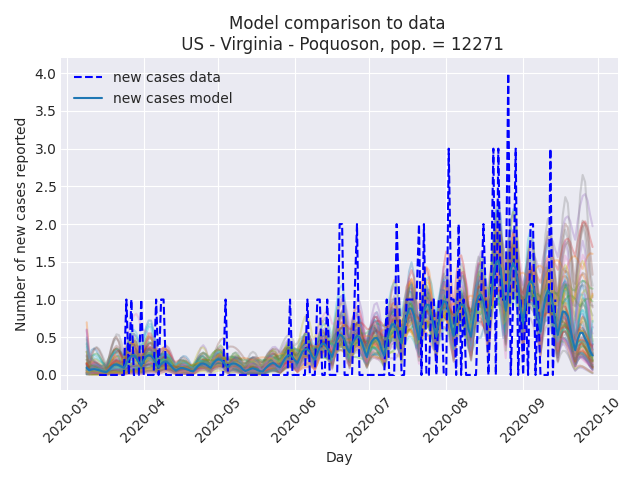 Model comparison to data
US - Virginia - Poquoson, pop. = 12271
new cases data
new cases model
Number of new cases reported
4.0
3.5
3.0
2.5
2.0
1.5
1.0
0.5
0.0
2020-03
2020-04
2020-05
2020-06
2020-07
2020-08
2020-09
2020-10
Day